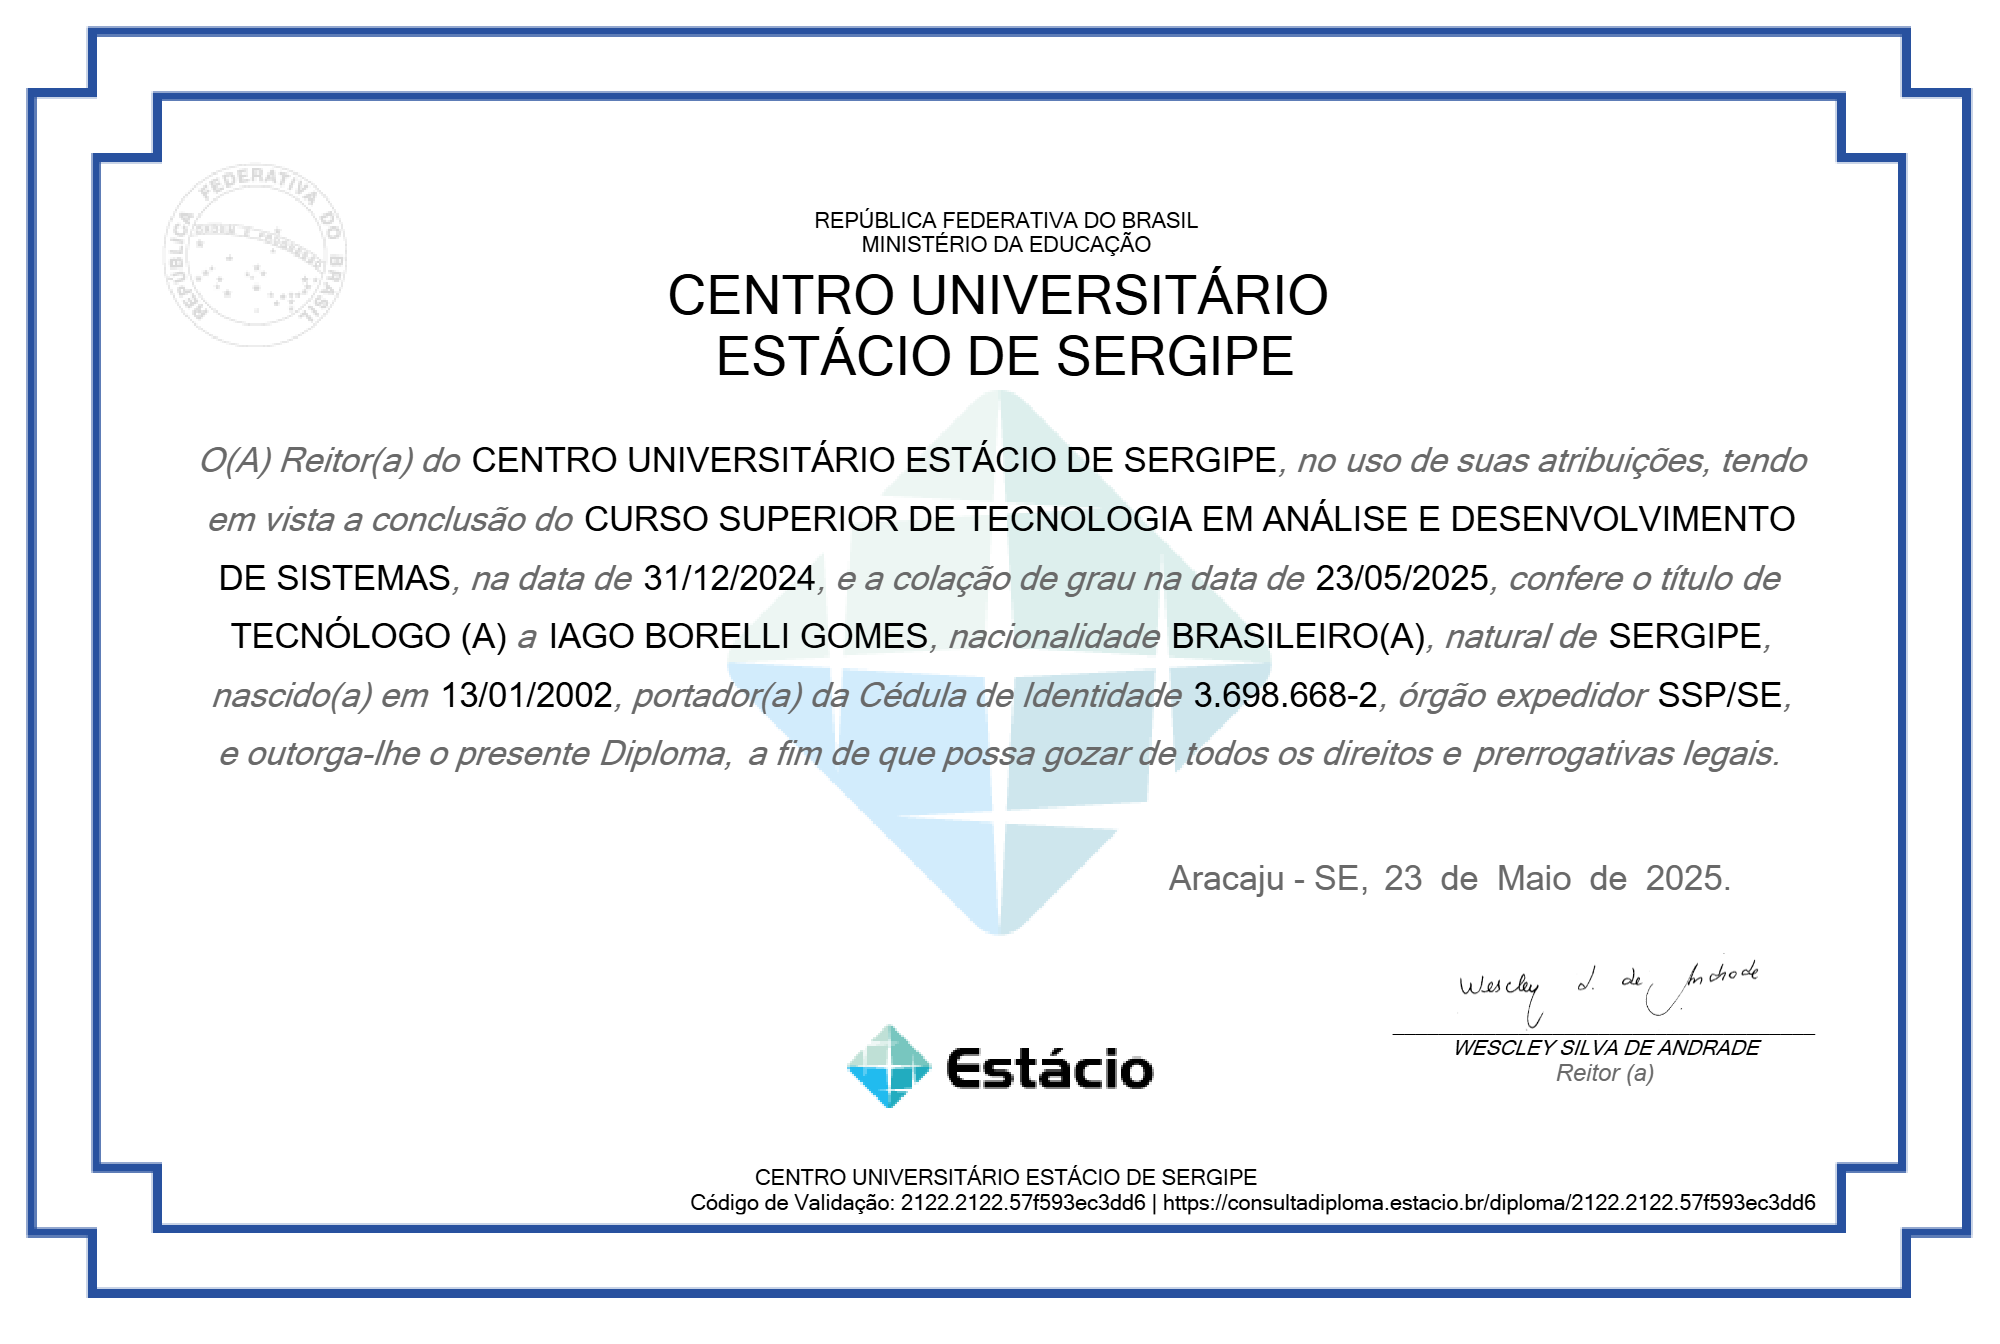 REPÚBLICA FEDERATIVA DO BRASIL
ORDEM E PROGRESSO
REPÚBLICA FEDERATIVA DO BRASIL
MINISTÉRIO DA EDUCAÇÃO
CENTRO UNIVERSITÁRIO
ESTÁCIO DE SERGIPE
O(A) Reitor(a) do CENTRO UNIVERSITÁRIO ESTÁCIO DE SERGIPE, no uso de suas atribuições, tendo
em vista a conclusão do CURSO SUPERIOR DE TECNOLOGIA EM ANÁLISE E DESENVOLVIMENTO
DE SISTEMAS, na data de 31/12/2024, e a colação de grau na data de 23/05/2025, confere o título de
TECNÓLOGO (A) a IAGO BORELLI GOMES, nacionalidade BRASILEIRO(A), natural de SERGIPE,
nascido(a) em 13/01/2002, portador(a) da Cédula de Identidade 3.698.668-2, órgão expedidor SSP/SE,
e outorga-lhe o presente Diploma, a fim de que possa gozar de todos os direitos e prerrogativas legais.
Aracaju - SE, 23 de Maio de 2025.
Wescley S. de Andrade
WESCLEY SILVA DE ANDRADE
Reitor (a)
Estácio
CENTRO UNIVERSITÁRIO ESTÁCIO DE SERGIPE
Código de Validação: 2122.2122.57f593ec3dd6 | https://consultadiploma.estacio.br/diploma/2122.2122.57f593ec3dd6